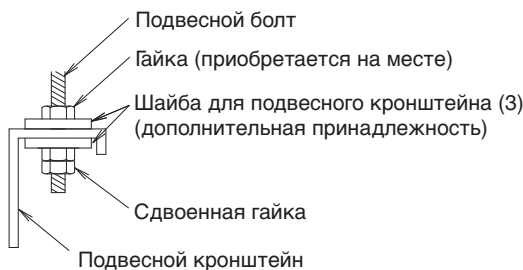 Подвесной болт
Гайка (приобретается на месте)
Шайба для подвесного кронштейна (3)
(дополнительная принадлежность)
Сдвоенная гайка
Подвесной кронштейн